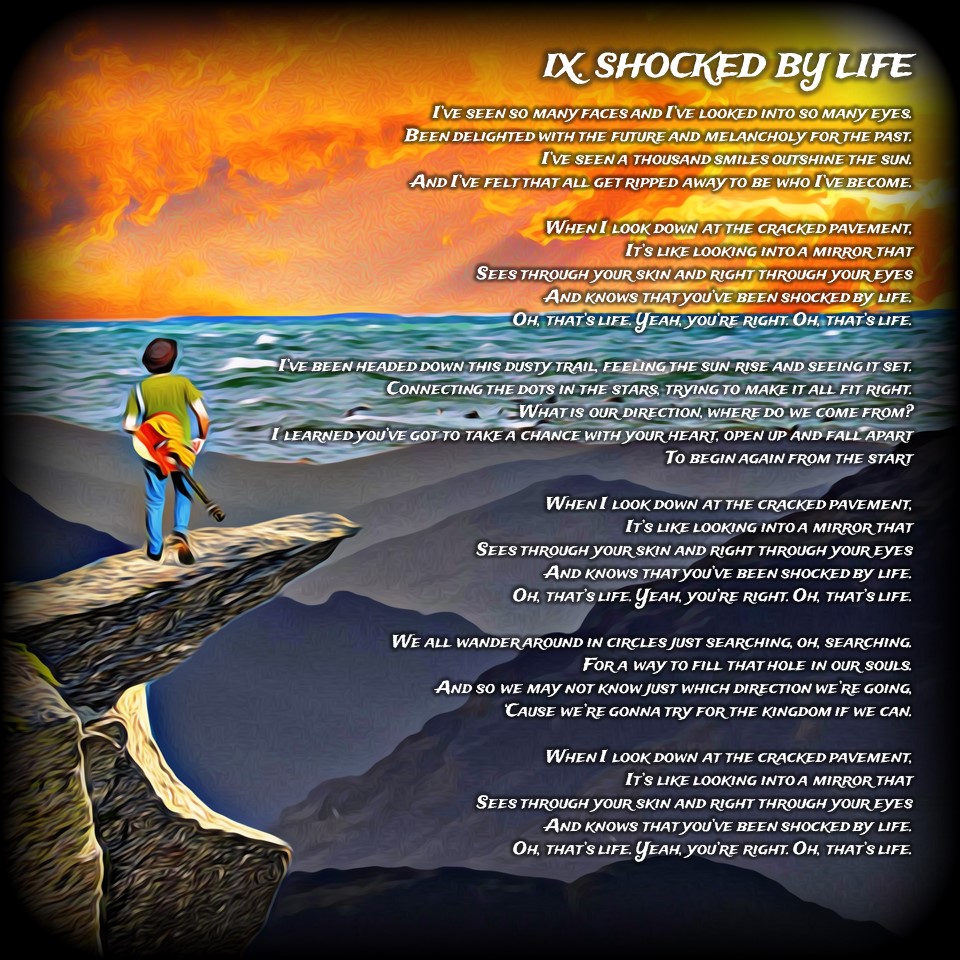 IX. SHOCKED BY LIFE
I'VE SEEN SO MANY FACES AND I'VE LOOKED INTO SO MANY EYES.
BEEN DELIGHTED WITH THE FUTURE AND MELANCHOLY FOR THE PAST.
I'VE SEEN A THOUSAND SMILES OUTSHINE THE SUN.
AND I'VE FELT THAT ALL GET RIPPED AWAY TO BE WHO I'VE BECOME.
WHEN I LOOK DOWN AT THE CRACKED PAVEMENT,
IT'S LIKE LOOKING INTO A MIRROR THAT
SEES THROUGH YOUR SKIN AND RIGHT THROUGH YOUR EYES
AND KNOWS THAT YOU'VE BEEN SHOCKED BY LIFE.
OH, THAT'S LIFE. YEAH, YOU'RE RIGHT. OH, THAT'S LIFE.
I'VE BEEN HEADED DOWN THIS DUSTY TRAIL, FEELING THE SUN RISE AND SEEING IT SET.
CONNECTING THE DOTS IN THE STARS, TRYING TO MAKE IT ALL FIT RIGHT.
WHAT IS OUR DIRECTION, WHERE DO WE COME FROM?
I LEARNED YOU'VE GOT TO TAKE A CHANCE WITH YOUR HEART, OPEN UP AND FALL APART
TO BEGIN AGAIN FROM THE START
WHEN I LOOK DOWN AT THE CRACKED PAVEMENT,
IT'S LIKE LOOKING INTO A MIRROR THAT
SEES THROUGH YOUR SKIN AND RIGHT THROUGH YOUR EYES
AND KNOWS THAT YOU'VE BEEN SHOCKED BY LIFE.
OH, THAT'S LIFE. YEAH, YOU'RE RIGHT. OH, THAT'S LIFE.
WE ALL WANDER AROUND IN CIRCLES JUST SEARCHING, OH, SEARCHING.
FOR A WAY TO FILL THAT HOLE IN OUR SOULS.
AND SO WE MAY NOT KNOW JUST WHICH DIRECTION WE'RE GOING,
'CAUSE WE'RE GONNA TRY FOR THE KINGDOM IF WE CAN.
WHEN I LOOK DOWN AT THE CRACKED PAVEMENT,
IT'S LIKE LOOKING INTO A MIRROR THAT
SEES THROUGH YOUR SKIN AND RIGHT THROUGH YOUR EYES
AND KNOWS THAT YOU'VE BEEN SHOCKED BY LIFE.
OH, THAT'S LIFE. YEAH, YOU'RE RIGHT. OH, THAT'S LIFE.